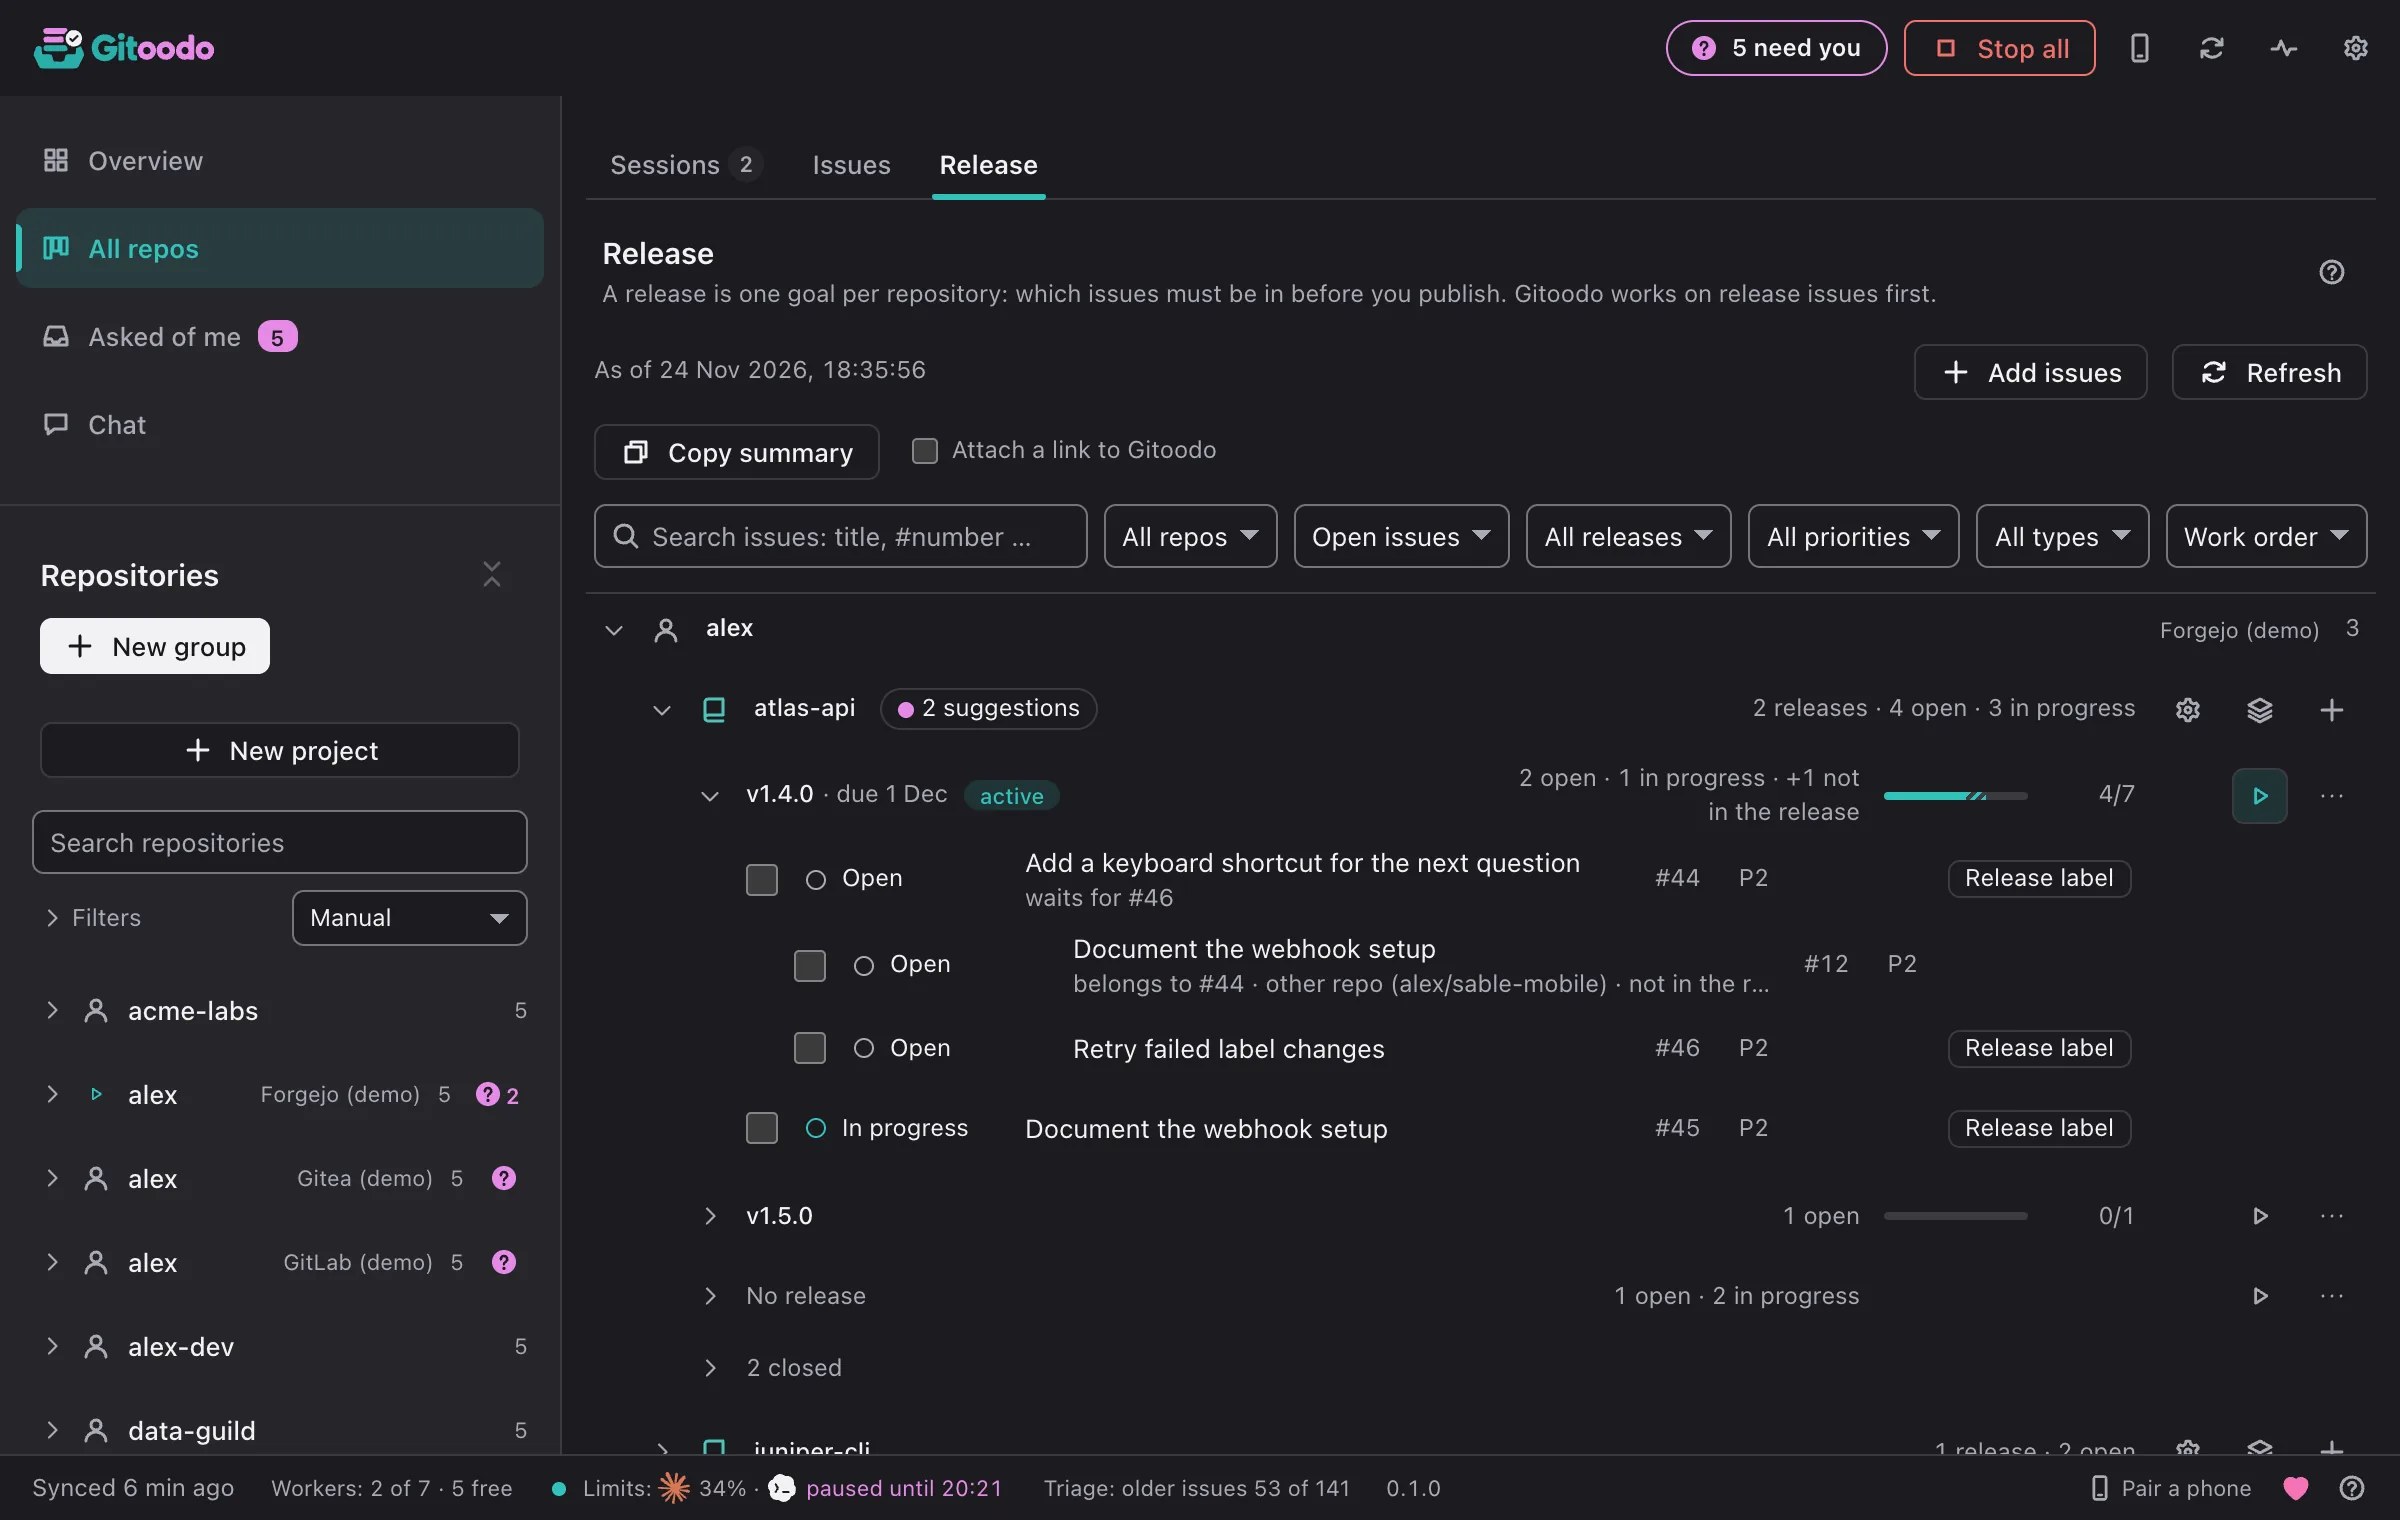 Gitoodo
5 need you
Stop all
Overview
All repos
Asked of me 5
Chat
Repositories
New group
New project
Search repositories
Filters
Manual
acme-labs 5
alex Forgejo (demo) 5 ? 2
alex Gitea (demo) 5 ?
alex GitLab (demo) 5 ?
alex-dev 5
data-guild 5
Sessions 2 Issues Release
Release
A release is one goal per repository: which issues must be in before you publish. Gitoodo works on release issues first.
As of 24 Nov 2026, 18:35:56
Add issues
Refresh
Copy summary
Attach a link to Gitoodo
Search issues: title, #number ...
All repos
Open issues
All releases
All priorities
All types
Work order
alex Forgejo (demo) 3
atlas-api 2 suggestions 2 releases · 4 open · 3 in progress
v1.4.0 · due 1 Dec active 2 open · 1 in progress · +1 not
in the release
4/7
Open Add a keyboard shortcut for the next question #44 P2 Release label
waits for #46
Open Document the webhook setup #12 P2
belongs to #44 · other repo (alex/sable-mobile) · not in the r...
Open Retry failed label changes #46 P2 Release label
In progress Document the webhook setup #45 P2 Release label
v1.5.0 1 open 0/1
No release 1 open · 2 in progress
2 closed
juniper-cli 1 release · 2 open
Synced 6 min ago Workers: 2 of 7 · 5 free Limits: 34% · paused until 20:21 Triage: older issues 53 of 141 0.1.0 Pair a phone